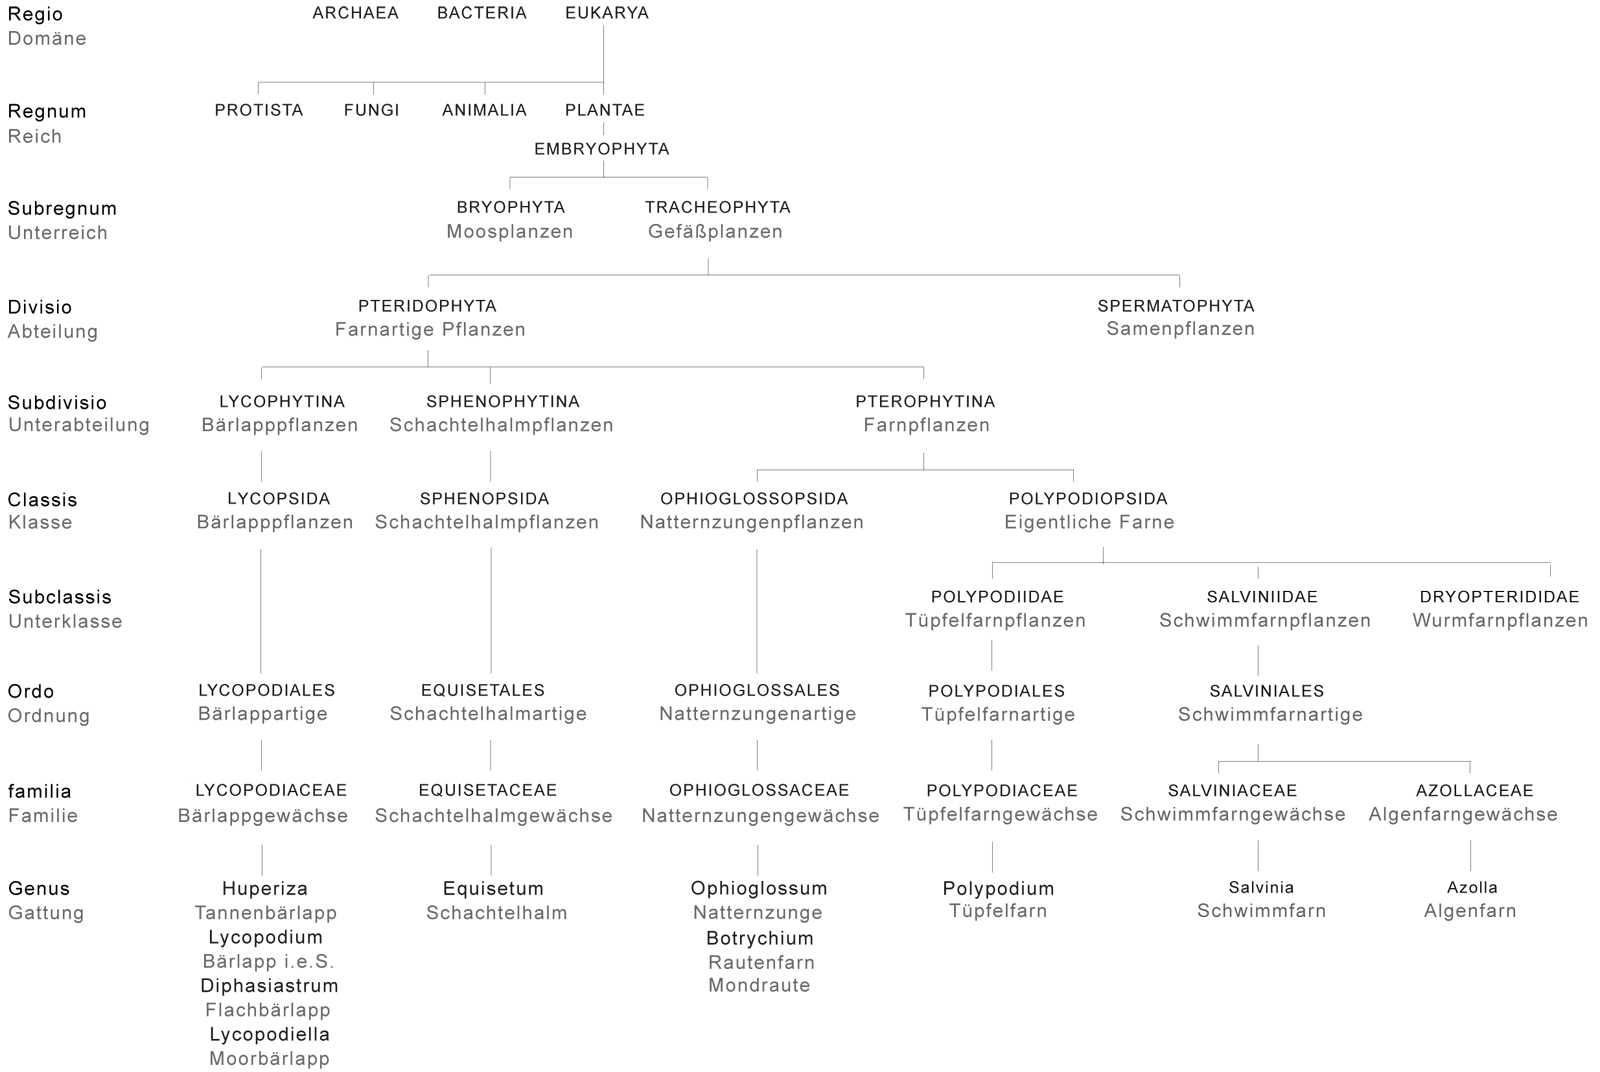 Regio ARCHAEA BACTERIA EUKARYA
Domäne
Regnum PROTISTA FUNGI ANIMALIA PLANTAE
Reich
EMBRYOPHYTA
Subregnum BRYOPHYTA TRACHEOPHYTA
Unterreich Moosplanzen Gefäßplanzen
Divisio PTERIDOPHYTA SPERMATOPHYTA
Abteilung Farnartige Pflanzen Samenpflanzen
Subdivisio LYCOPHYTINA SPHENOPHYTINA PTEROPHYTINA
Unterabteilung Bärlapppflanzen Schachtelhalmpflanzen Farnpflanzen
Classis LYCOPSIDA SPHENOPSIDA OPHIOGLOSSOPSIDA POLYPODIOPSIDA
Klasse Bärlapppflanzen Schachtelhalmpflanzen Natternzungenpflanzen Eigentliche Farne
Subclassis POLYPODIIDAE SALVINIIDAE DRYOPTERIDIDAE
Unterklasse Tüpfelfarnpflanzen Schwimmfarnpflanzen Wurmfarnpflanzen
Ordo LYCOPODIALES EQUISETALES OPHIOGLOSSALES POLYPODIALES SALVINIALES
Ordnung Bärlappartige Schachtelhalmartige Natternzungenartige Tüpfelfarnartige Schwimmfarnartige
familia LYCOPODIACEAE EQUISETACEAE OPHIOGLOSSACEAE POLYPODIACEAE SALVINIACEAE AZOLLACEAE
Familie Bärlappgewächse Schachtelhalmgewächse Natternzungengewächse Tüpfelfarngewächse Schwimmfarngewächse Algenfarngewächse
Genus Huperiza Equisetum Ophioglossum Polypodium Salvinia Azolla
Gattung Tannenbärlapp Schachtelhalm Natternzunge Tüpfelfarn Schwimmfarn Algenfarn
Lycopodium Botrychium
Bärlapp i.e.S. Rautenfarn
Diphasiastrum Mondraute
Flachbärlapp
Lycopodiella
Moorbärlapp